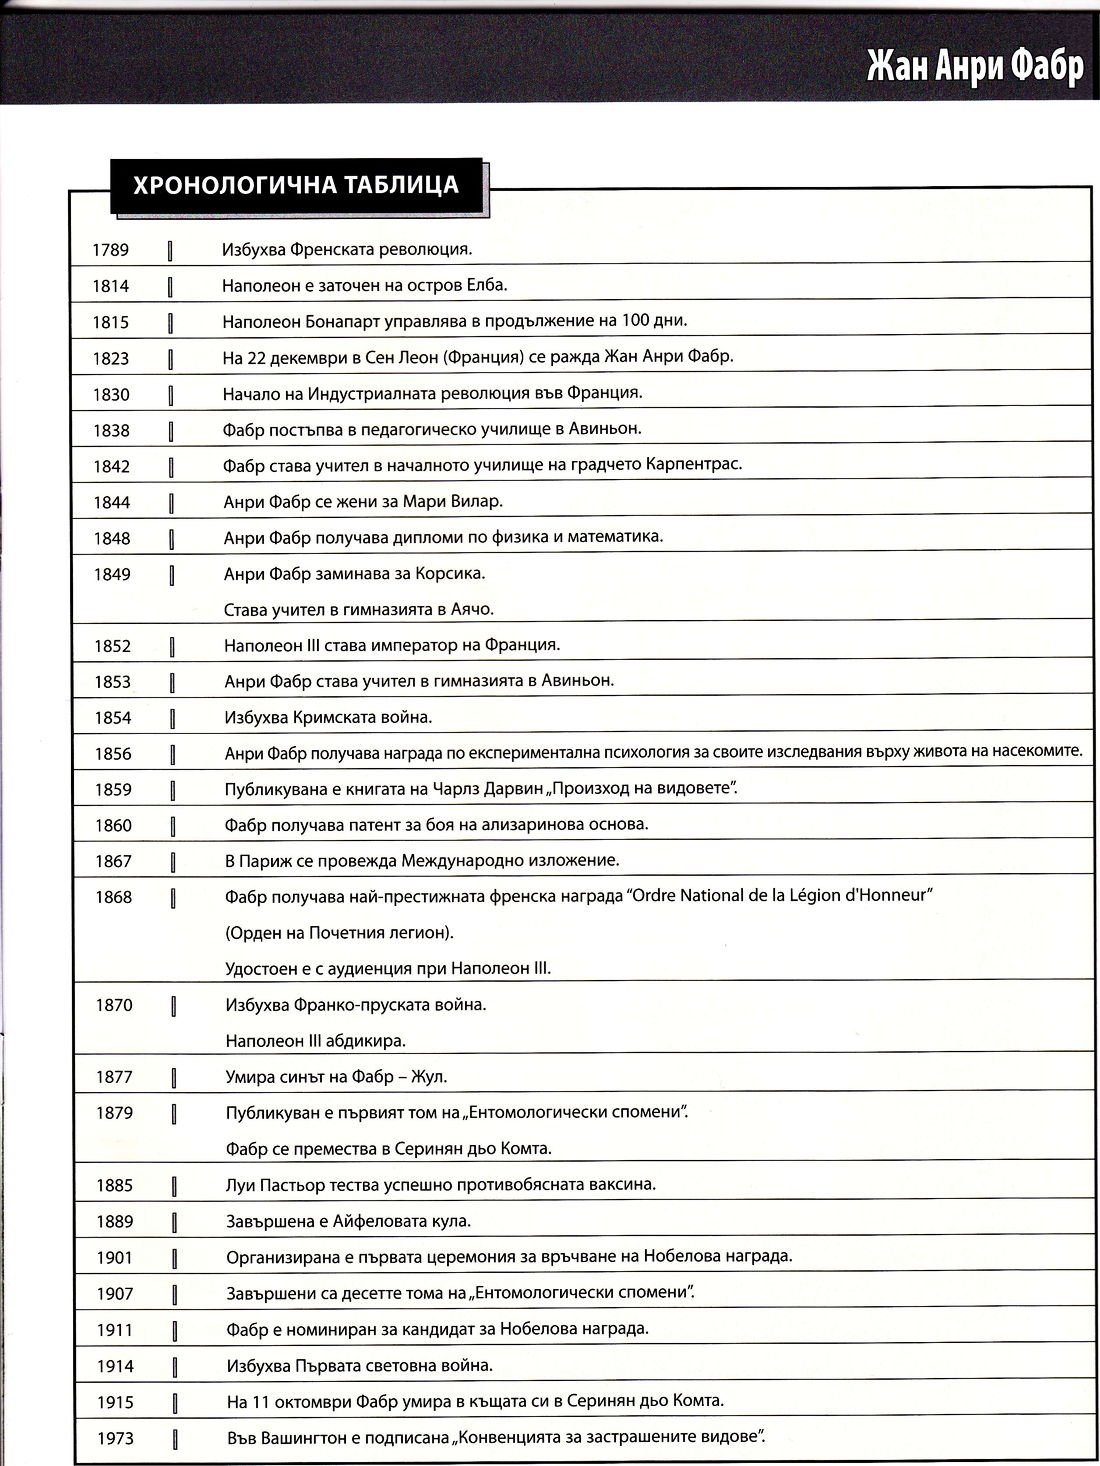 Жан Анри Фабр
ХРОНОЛОГИЧНА ТАБЛИЦА
1789 Избухва Френската революция.
1814 Наполеон е заточен на остров Елба.
1815 Наполеон Бонапарт управлява в продължение на 100 дни.
1823 На 22 декември в Сен Леон (Франция) се ражда Жан Анри Фабр.
1830 Начало на Индустриалната революция във Франция.
1838 Фабр постъпва в педагогическо училище в Авиньон.
1842 Фабр става учител в началното училище на градчето Карпентрас.
1844 Анри Фабр се жени за Мари Вилар.
1848 Анри Фабр получава дипломи по физика и математика.
1849 Анри Фабр заминава за Корсика.
Става учител в гимназията в Аячо.
1852 Наполеон III става император на Франция.
1853 Анри Фабр става учител в гимназията в Авиньон.
1854 Избухва Кримската война.
1856 Анри Фабр получава награда по експериментална психология за своите изследвания върху живота на насекомите.
1859 Публикувана е книгата на Чарлз Дарвин „Произход на видовете”.
1860 Фабр получава патент за боя на ализаринова основа.
1867 В Париж се провежда Международно изложение.
1868 Фабр получава най-престижната френска награда “Ordre National de la Légion d'Honneur”
(Орден на Почетния легион).
Удостоен е с аудиенция при Наполеон III.
1870 Избухва Франко-пруската война.
Наполеон III абдикира.
1877 Умира синът на Фабр – Жул.
1879 Публикуван е първият том на „Ентомологически спомени”.
Фабр се премества в Серинян дьо Комта.
1885 Луи Пастьор тества успешно противобясната ваксина.
1889 Завършена е Айфеловата кула.
1901 Организирана е първата церемония за връчване на Нобелова награда.
1907 Завършени са десетте тома на „Ентомологически спомени”.
1911 Фабр е номиниран за кандидат за Нобелова награда.
1914 Избухва Първата световна война.
1915 На 11 октомври Фабр умира в къщата си в Серинян дьо Комта.
1973 Във Вашингтон е подписана „Конвенцията за застрашените видове”.